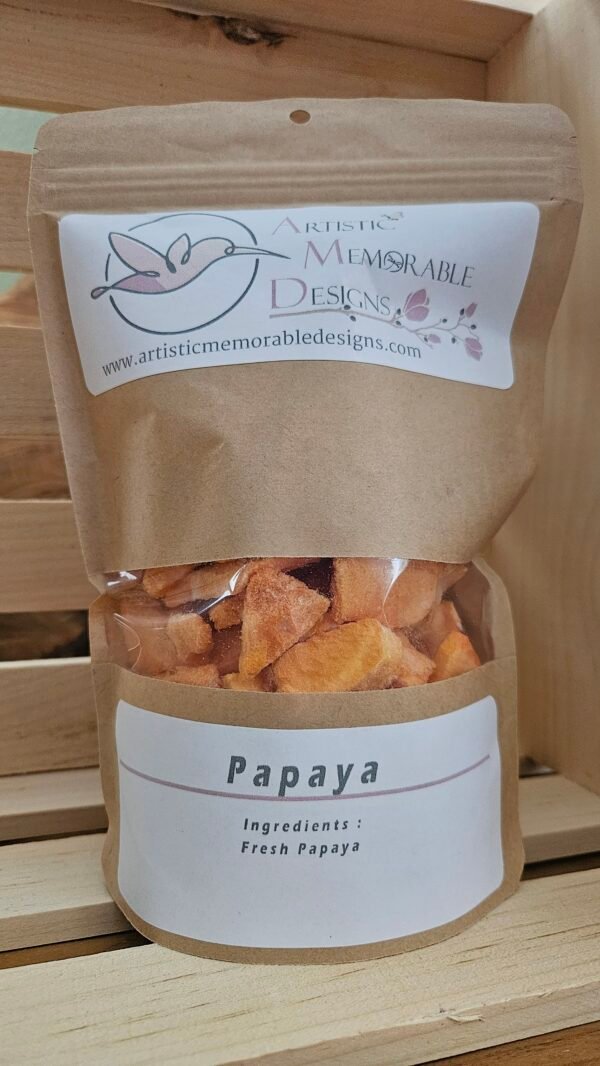 Artistic
Memorable
Designs
www.artisticmemorabledesigns.com
Papaya
Ingredients :
Fresh Papaya